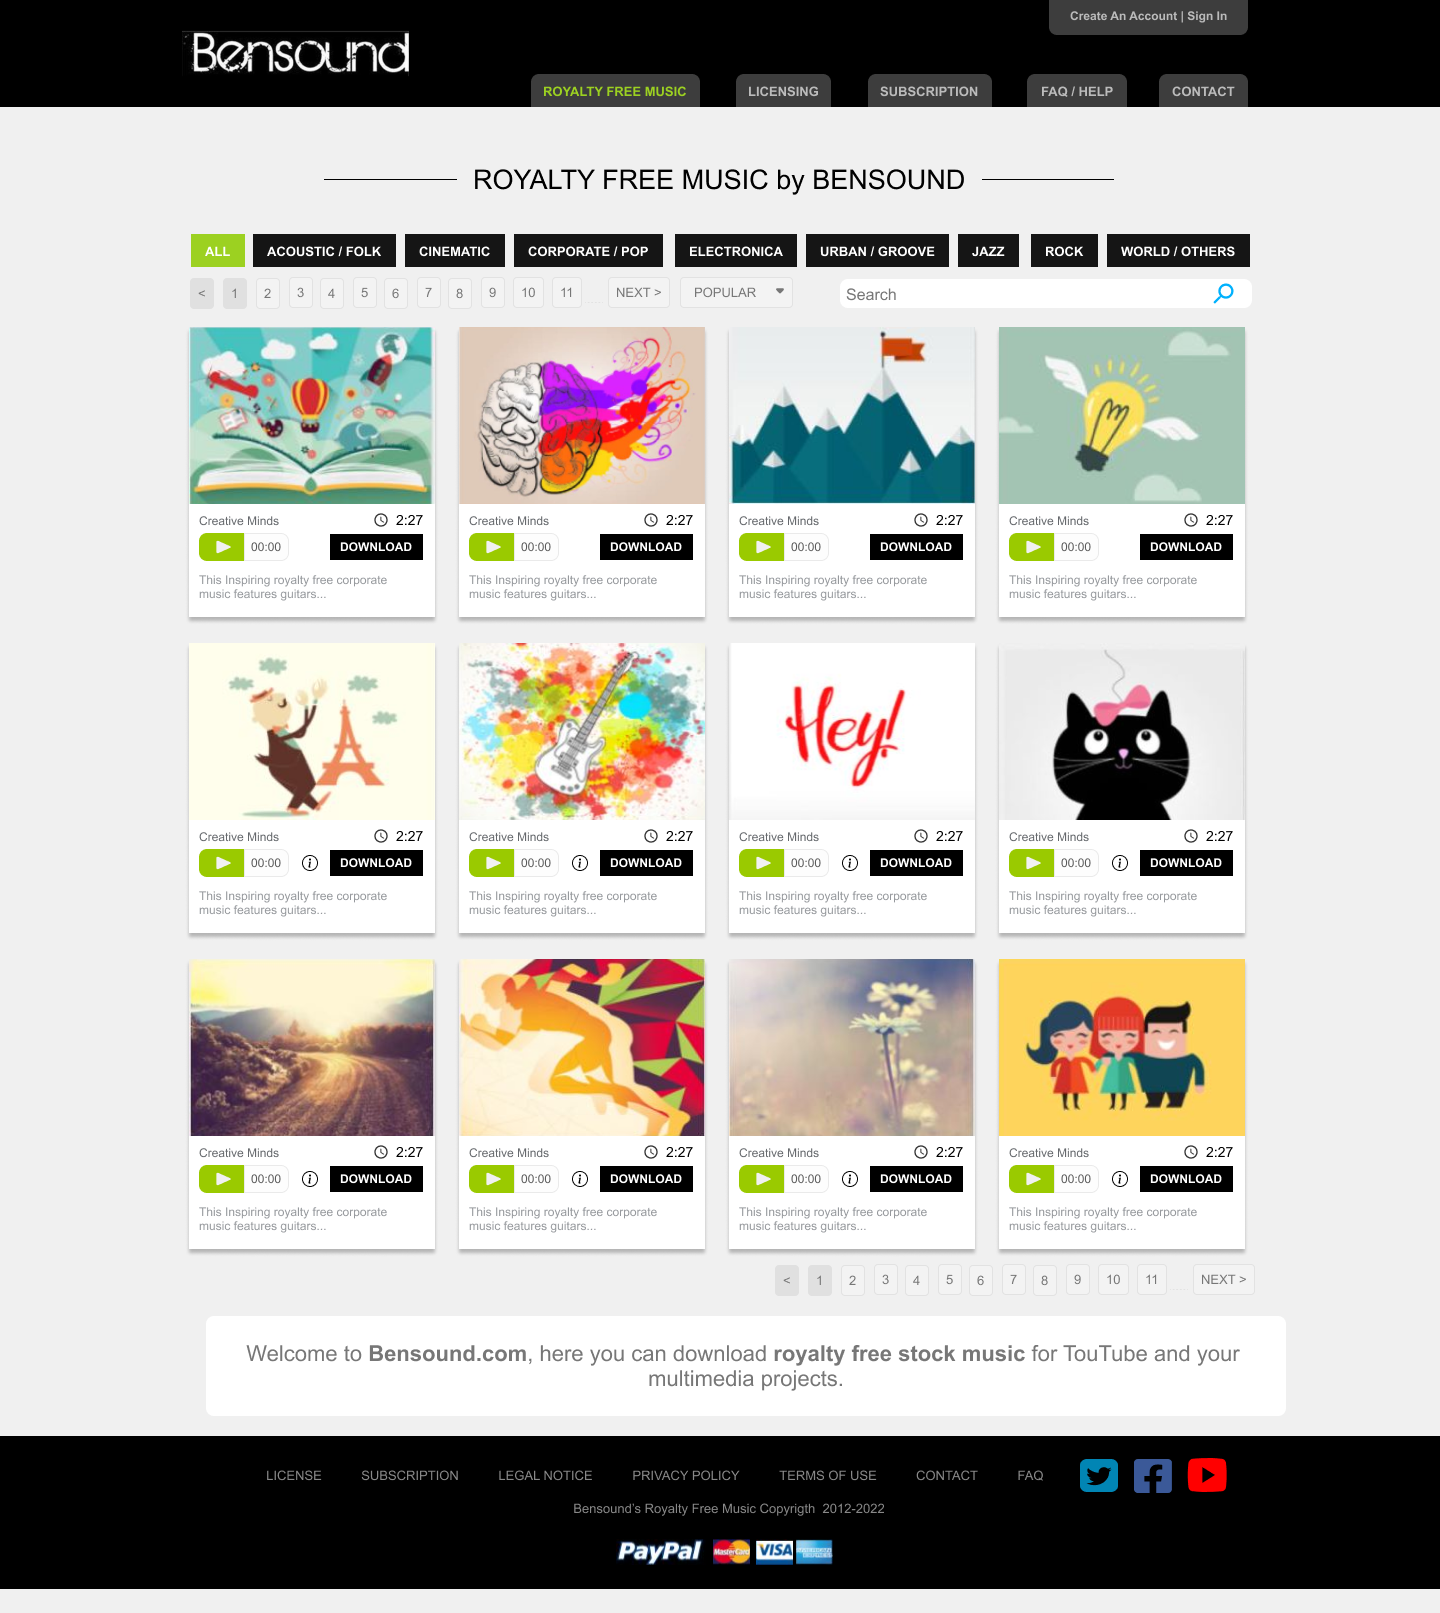 Create An Account | Sign In
Bensound
ROYALTY FREE MUSIC LICENSING SUBSCRIPTION FAQ / HELP CONTACT
ROYALTY FREE MUSIC by BENSOUND
ALL ACOUSTIC / FOLK CINEMATIC CORPORATE / POP ELECTRONICA URBAN / GROOVE JAZZ ROCK WORLD / OTHERS
< 1 2 3 4 5 6 7 8 9 10 11 ..... NEXT > POPULAR Search
Creative Minds 2:27 Creative Minds 2:27 Creative Minds 2:27 Creative Minds 2:27
00:00 DOWNLOAD 00:00 DOWNLOAD 00:00 DOWNLOAD 00:00 DOWNLOAD
This Inspiring royalty free corporate This Inspiring royalty free corporate This Inspiring royalty free corporate This Inspiring royalty free corporate
music features guitars... music features guitars... music features guitars... music features guitars...
Hey!
Creative Minds 2:27 Creative Minds 2:27 Creative Minds 2:27 Creative Minds 2:27
00:00 i DOWNLOAD 00:00 i DOWNLOAD 00:00 i DOWNLOAD 00:00 i DOWNLOAD
This Inspiring royalty free corporate This Inspiring royalty free corporate This Inspiring royalty free corporate This Inspiring royalty free corporate
music features guitars... music features guitars... music features guitars... music features guitars...
Creative Minds 2:27 Creative Minds 2:27 Creative Minds 2:27 Creative Minds 2:27
00:00 i DOWNLOAD 00:00 i DOWNLOAD 00:00 i DOWNLOAD 00:00 i DOWNLOAD
This Inspiring royalty free corporate This Inspiring royalty free corporate This Inspiring royalty free corporate This Inspiring royalty free corporate
music features guitars... music features guitars... music features guitars... music features guitars...
< 1 2 3 4 5 6 7 8 9 10 11 ..... NEXT >
Welcome to Bensound.com, here you can download royalty free stock music for TouTube and your
multimedia projects.
LICENSE SUBSCRIPTION LEGAL NOTICE PRIVACY POLICY TERMS OF USE CONTACT FAQ
Bensound's Royalty Free Music Copyrigth 2012-2022
PayPal MasterCard VISA